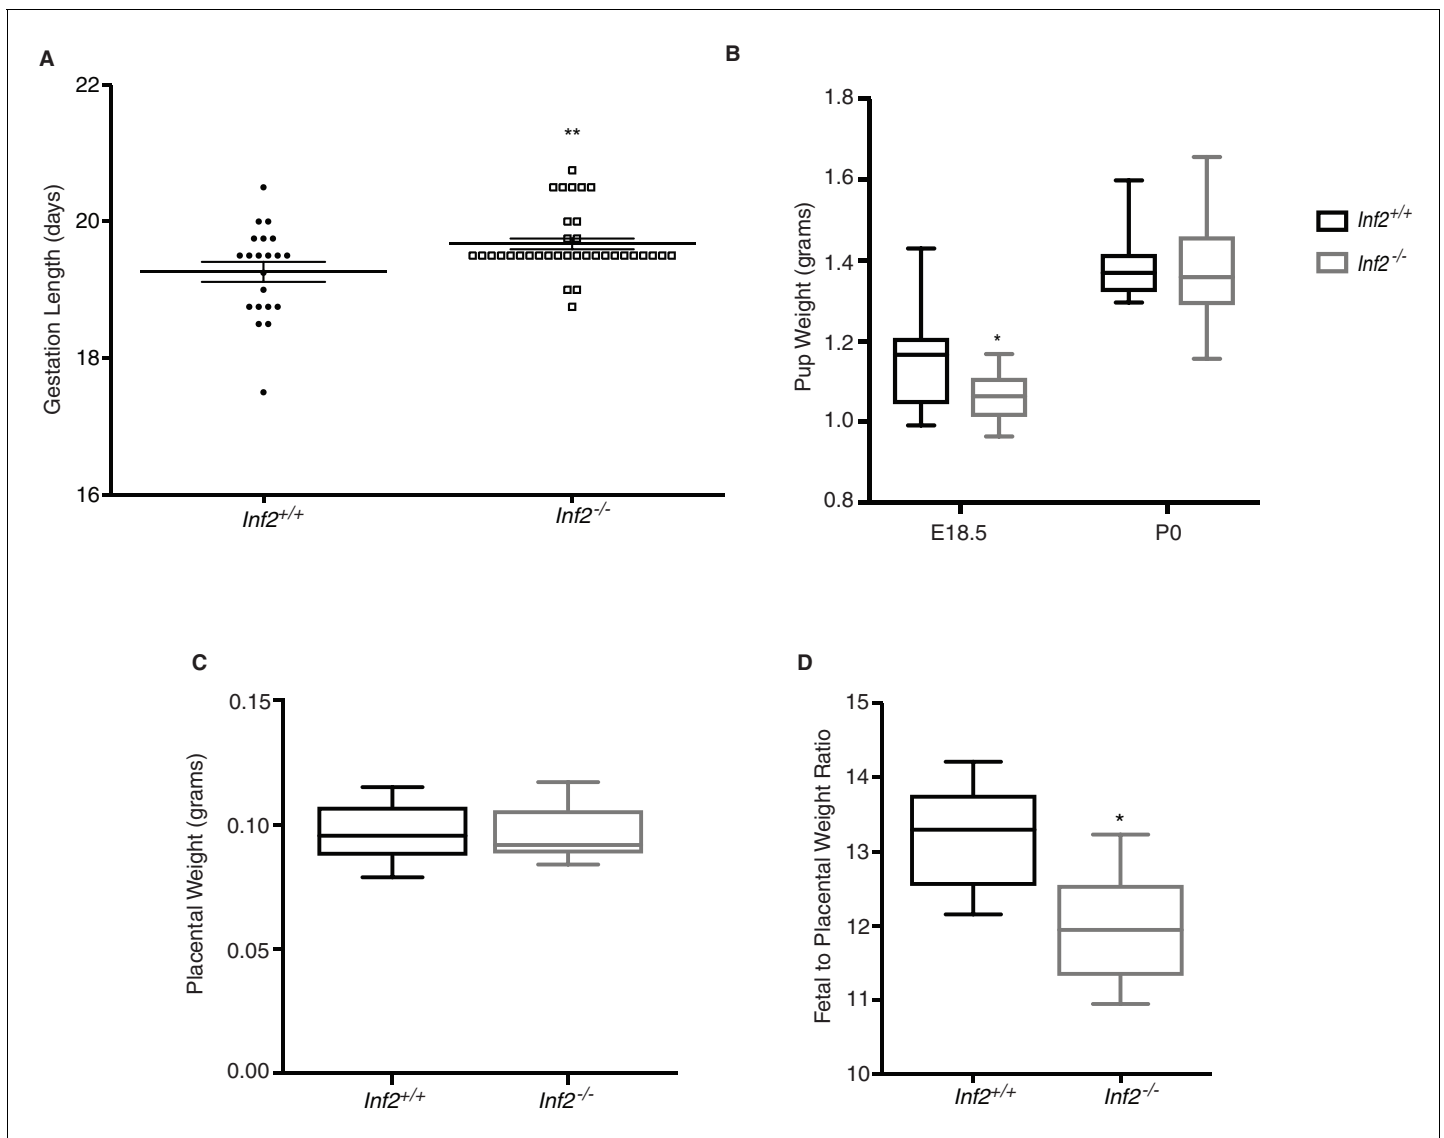 A
22
20
18
16
Gestation Length (days)
**
Inf2+/+
Inf2-/-
B
1.8
1.6
1.4
1.2
1.0
0.8
Pup Weight (grams)
*
E18.5
P0
Inf2+/+
Inf2-/-
C
0.15
0.10
0.05
0.00
Placental Weight (grams)
Inf2+/+
Inf2-/-
D
15
14
13
12
11
10
Fetal to Placental Weight Ratio
*
Inf2+/+
Inf2-/-